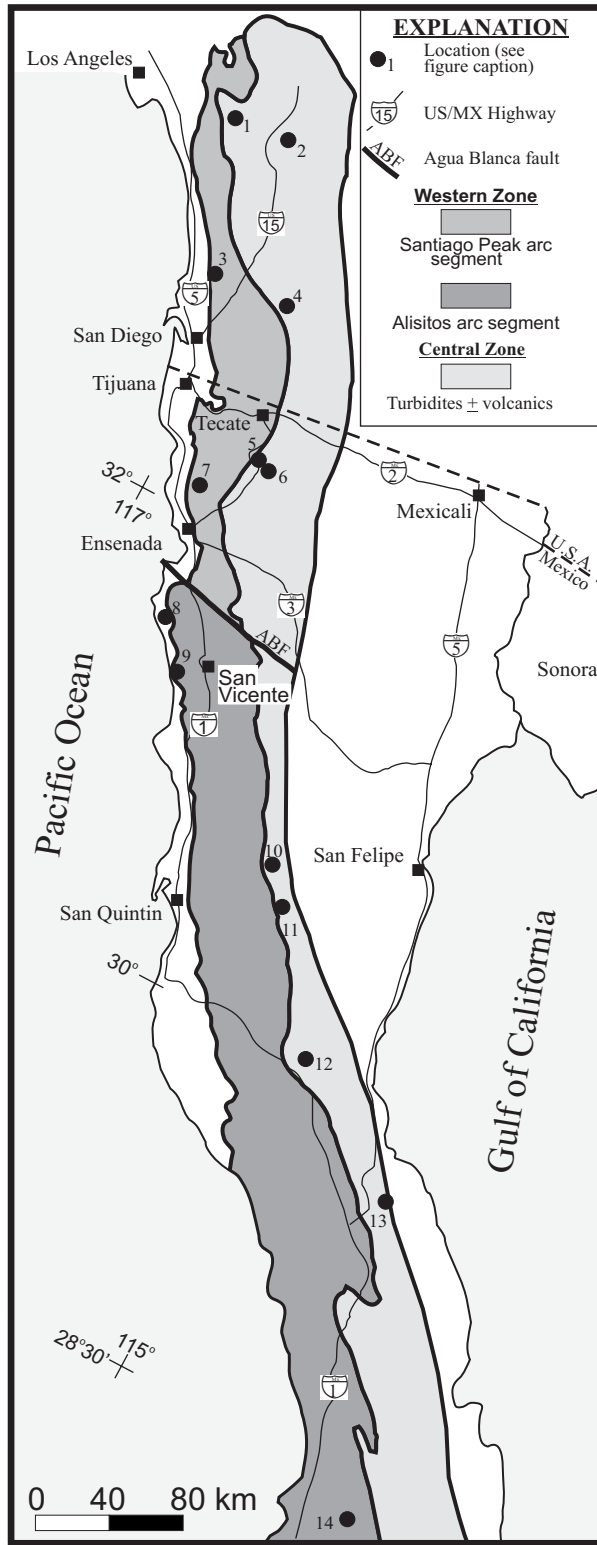 EXPLANATION
Location (see
figure caption)
1
15
US/MX Highway
ABF
Agua Blanca fault
Western Zone
Santiago Peak arc
segment
Alisitos arc segment
Central Zone
Turbidites ± volcanics
Los Angeles
1
2
15
3
5
4
San Diego
Tijuana
Tecate
5
6
2
7
32°
117°
Mexicali
Ensenada
U.S.A.
Mexico
3
8
ABF
5
9
San
Vicente
Sonora
1
Pacific Ocean
10
San Felipe
San Quintin
11
30°
12
Gulf of California
13
115°
28°30'
1
0 40 80 km
14